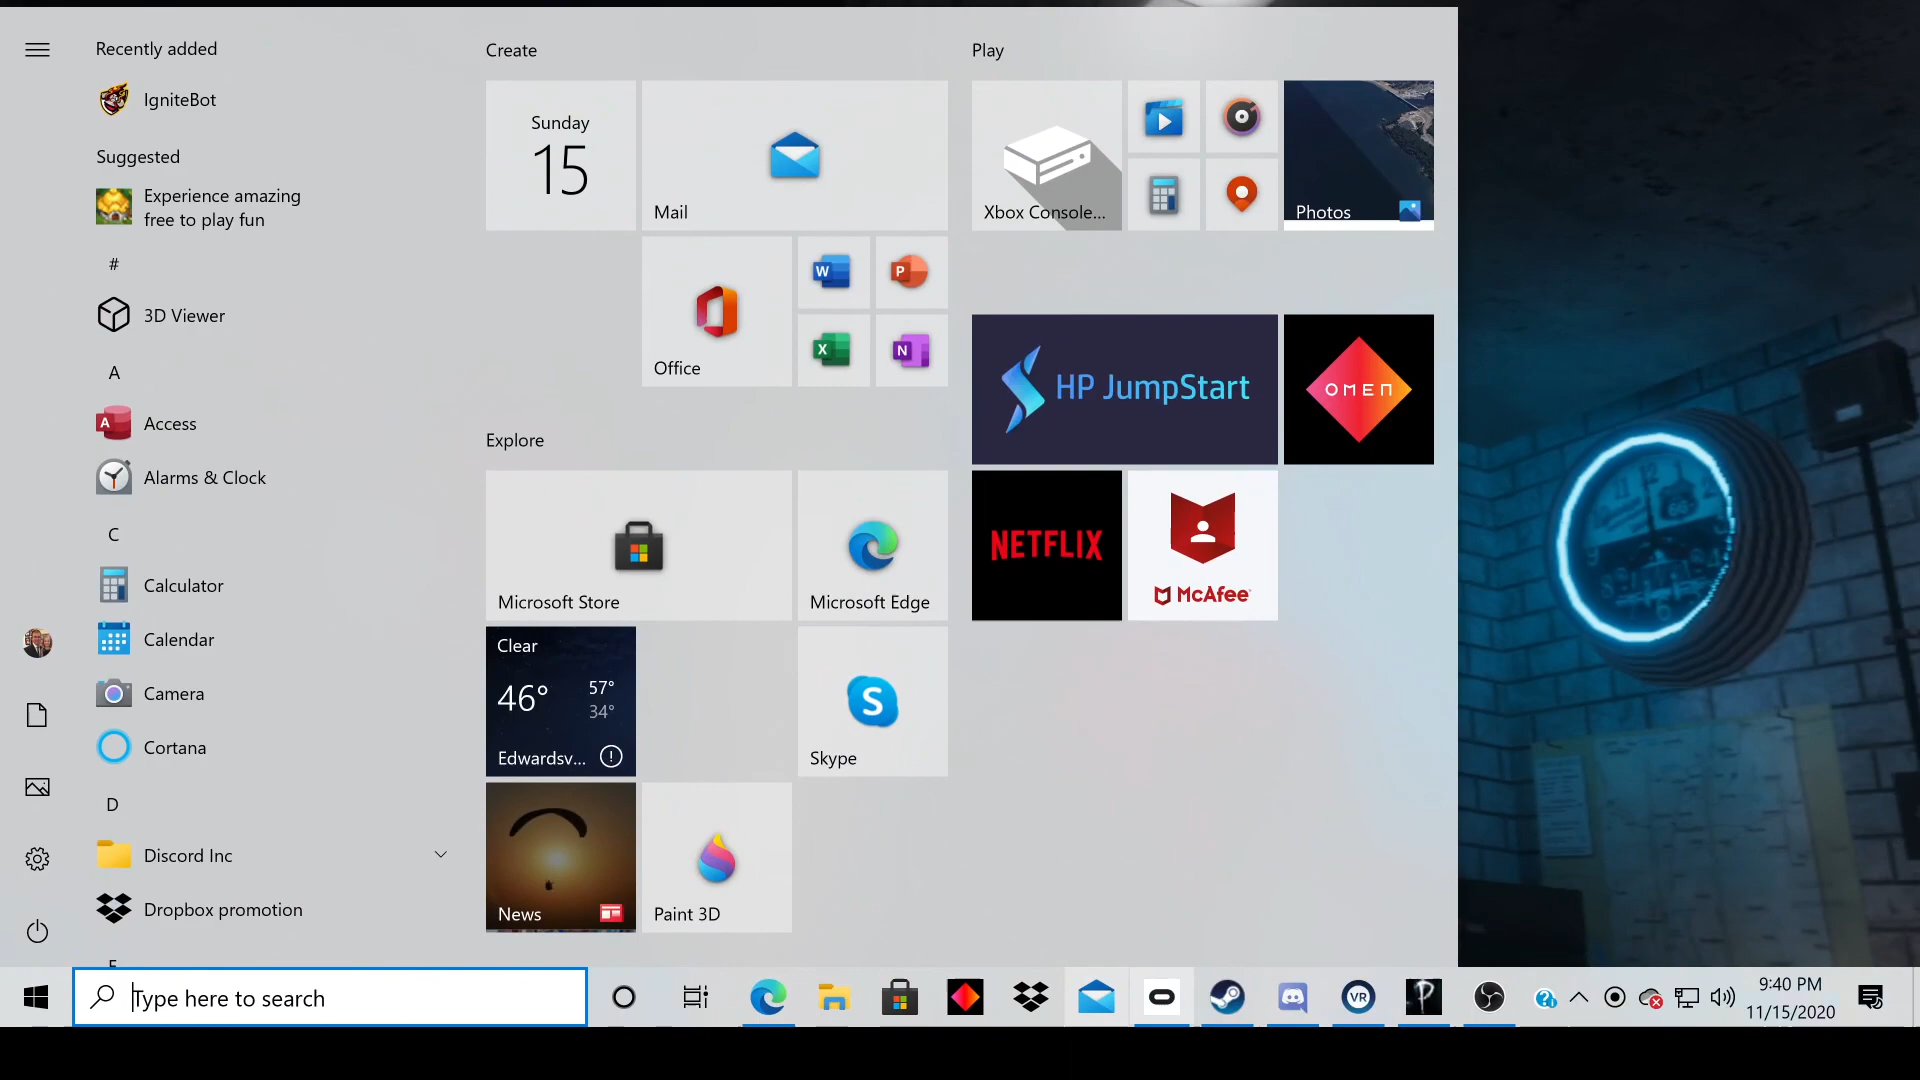 Recently added
IgniteBot
Suggested
Experience amazing
free to play fun
#
3D Viewer
A
Access
Alarms & Clock
C
Calculator
Calendar
Camera
Cortana
D
Discord Inc
Dropbox promotion
Create
Sunday
15
Mail
Office
W
P
X
N
Explore
Microsoft Store
Microsoft Edge
Clear
46°
57°
34°
Edwardsv...
S
Skype
News
Paint 3D
Play
Xbox Console...
Photos
HP JumpStart
OMEN
NETFLIX
McAfee
12
66
Type here to search
VR
P
9:40 PM
11/15/2020